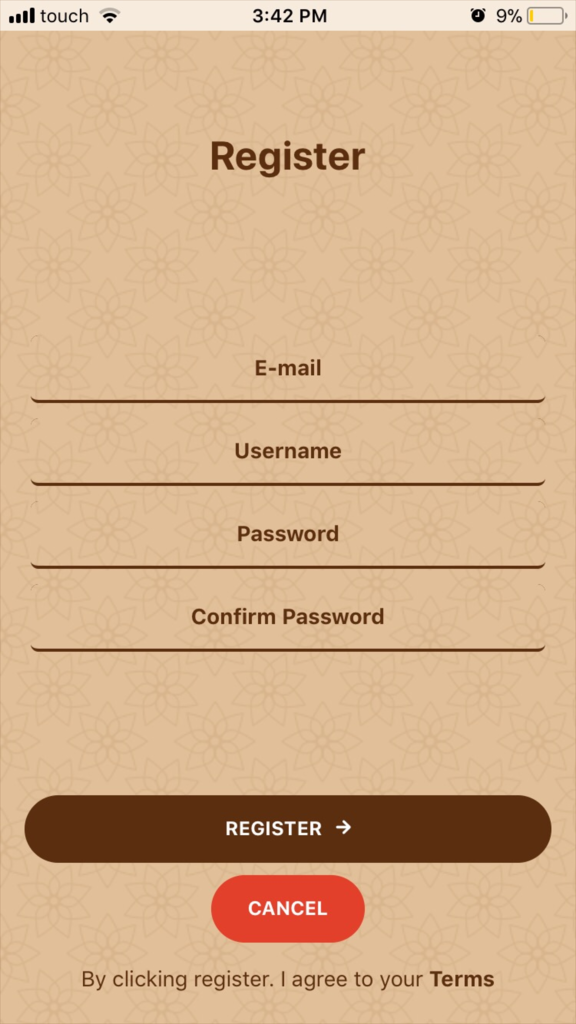 touch 3:42 PM 9%
Register
E-mail
Username
Password
Confirm Password
REGISTER →
CANCEL
By clicking register. I agree to your Terms